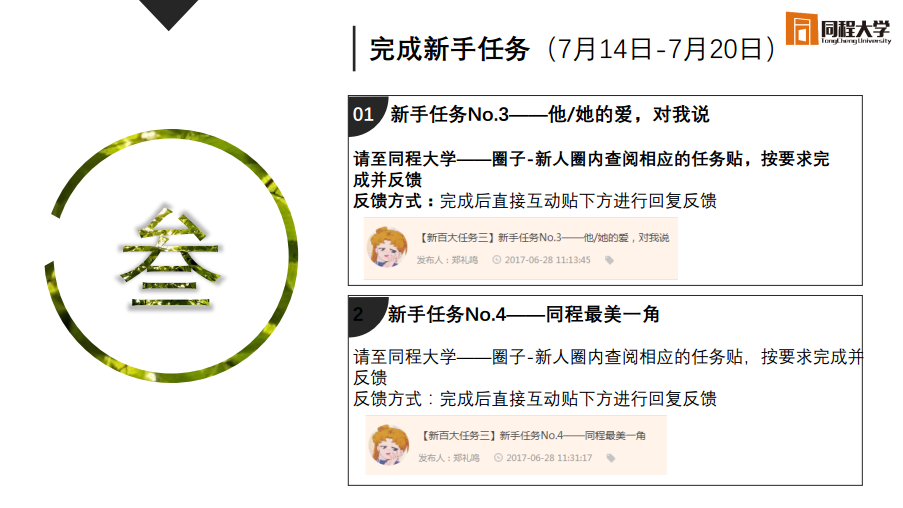 同程大学
TongCheng University
完成新手任务（7月14日-7月20日）
叁
01 新手任务No.3——他/她的爱，对我说
请至同程大学——圈子-新人圈内查阅相应的任务贴，按要求完
成并反馈
反馈方式：完成后直接互动贴下方进行回复反馈
【新百大任务三】新手任务No.3——他/她的爱，对我说
发布人：郑礼鸣 2017-06-28 11:13:45
2 新手任务No.4——同程最美一角
请至同程大学——圈子-新人圈内查阅相应的任务贴，按要求完成并
反馈
反馈方式：完成后直接互动贴下方进行回复反馈
【新百大任务三】新手任务No.4——同程最美一角
发布人：郑礼鸣 2017-06-28 11:31:17